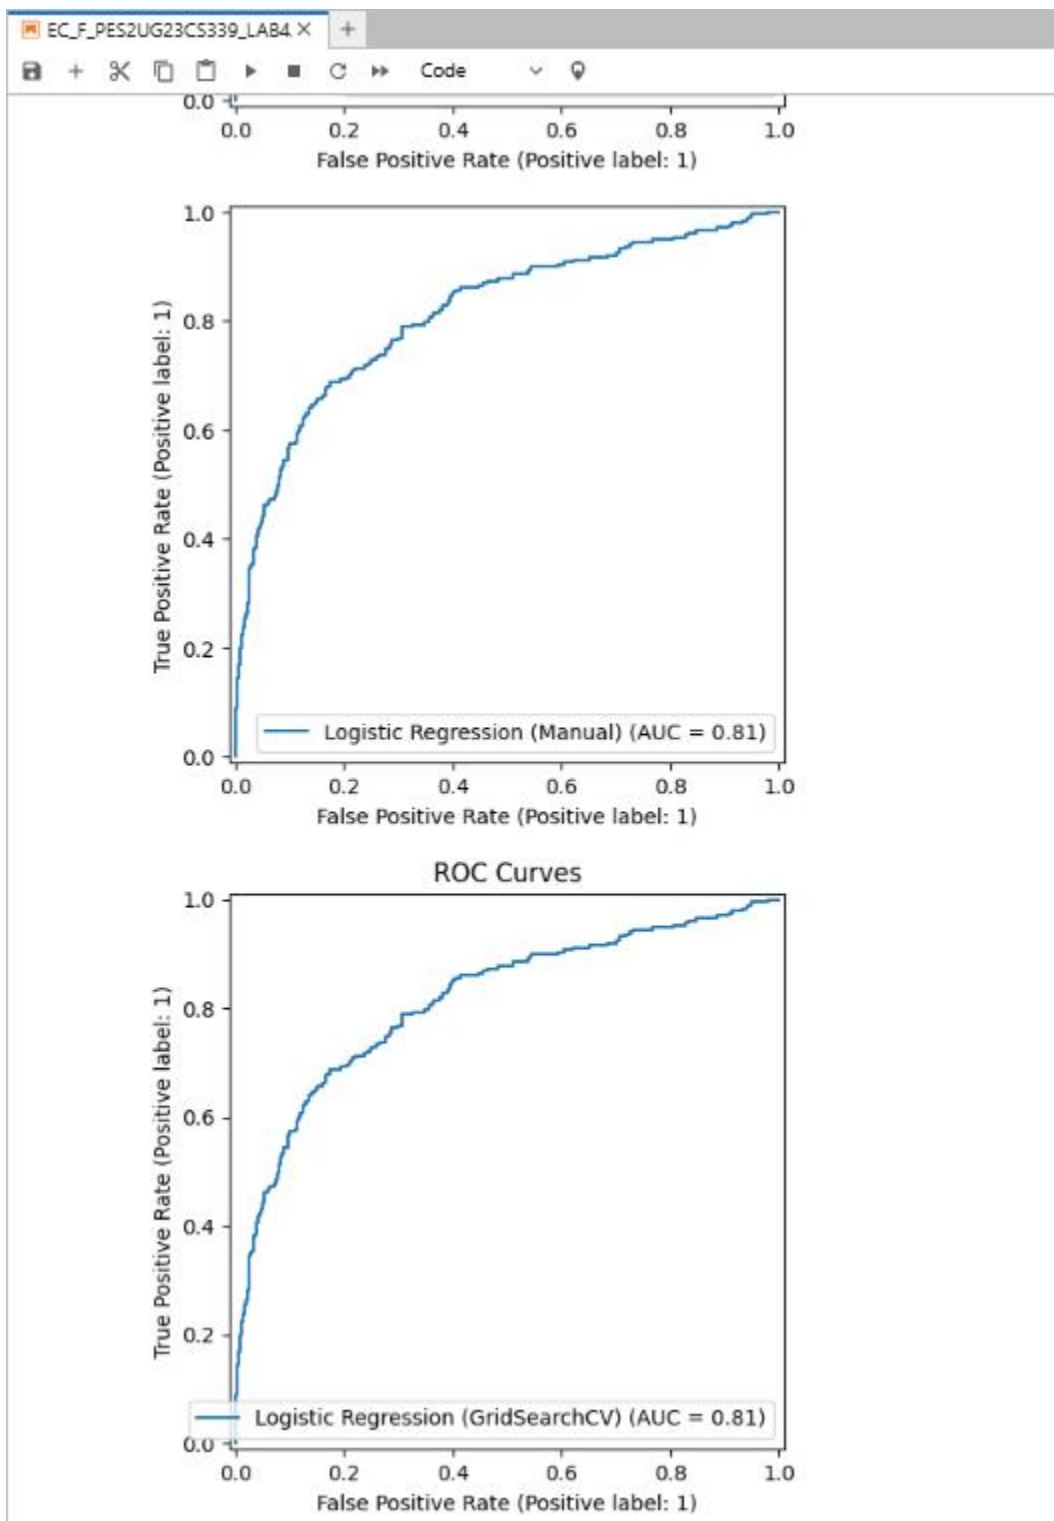 EC_F_PES2UG23CS339_LAB4.
Code
0.0
0.0 0.2 0.4 0.6 0.8 1.0
False Positive Rate (Positive label: 1)
1.0
0.8
0.6
0.4
0.2
0.0
True Positive Rate (Positive label: 1)
Logistic Regression (Manual) (AUC = 0.81)
0.0 0.2 0.4 0.6 0.8 1.0
False Positive Rate (Positive label: 1)
ROC Curves
1.0
0.8
0.6
0.4
0.2
0.0
True Positive Rate (Positive label: 1)
Logistic Regression (GridSearchCV) (AUC = 0.81)
0.0 0.2 0.4 0.6 0.8 1.0
False Positive Rate (Positive label: 1)